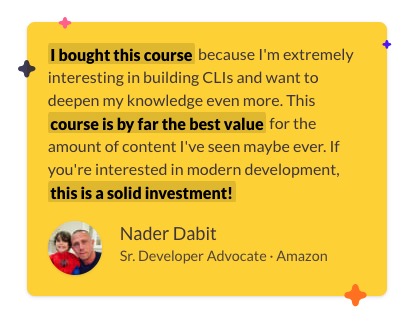 I bought this course because I'm extremely
interesting in building CLIs and want to
deepen my knowledge even more. This
course is by far the best value for the
amount of content I've seen maybe ever. If
you're interested in modern development,
this is a solid investment!
Nader Dabit
Sr. Developer Advocate · Amazon